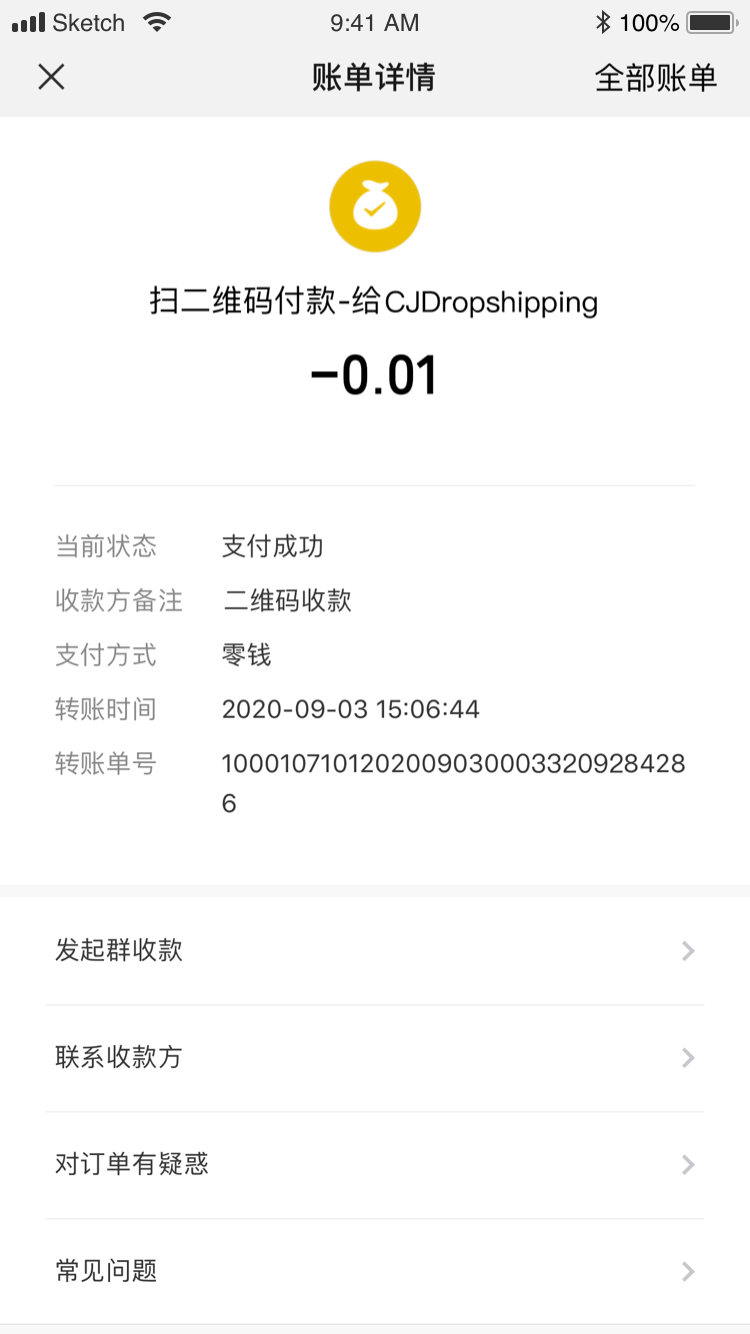 Sketch 9:41 AM 100%
账单详情 全部账单
扫二维码付款-给CJDropshipping
-0.01
当前状态 支付成功
收款方备注 二维码收款
支付方式 零钱
转账时间 2020-09-03 15:06:44
转账单号 1000107101202009030003320928428
6
发起群收款
联系收款方
对订单有疑惑
常见问题